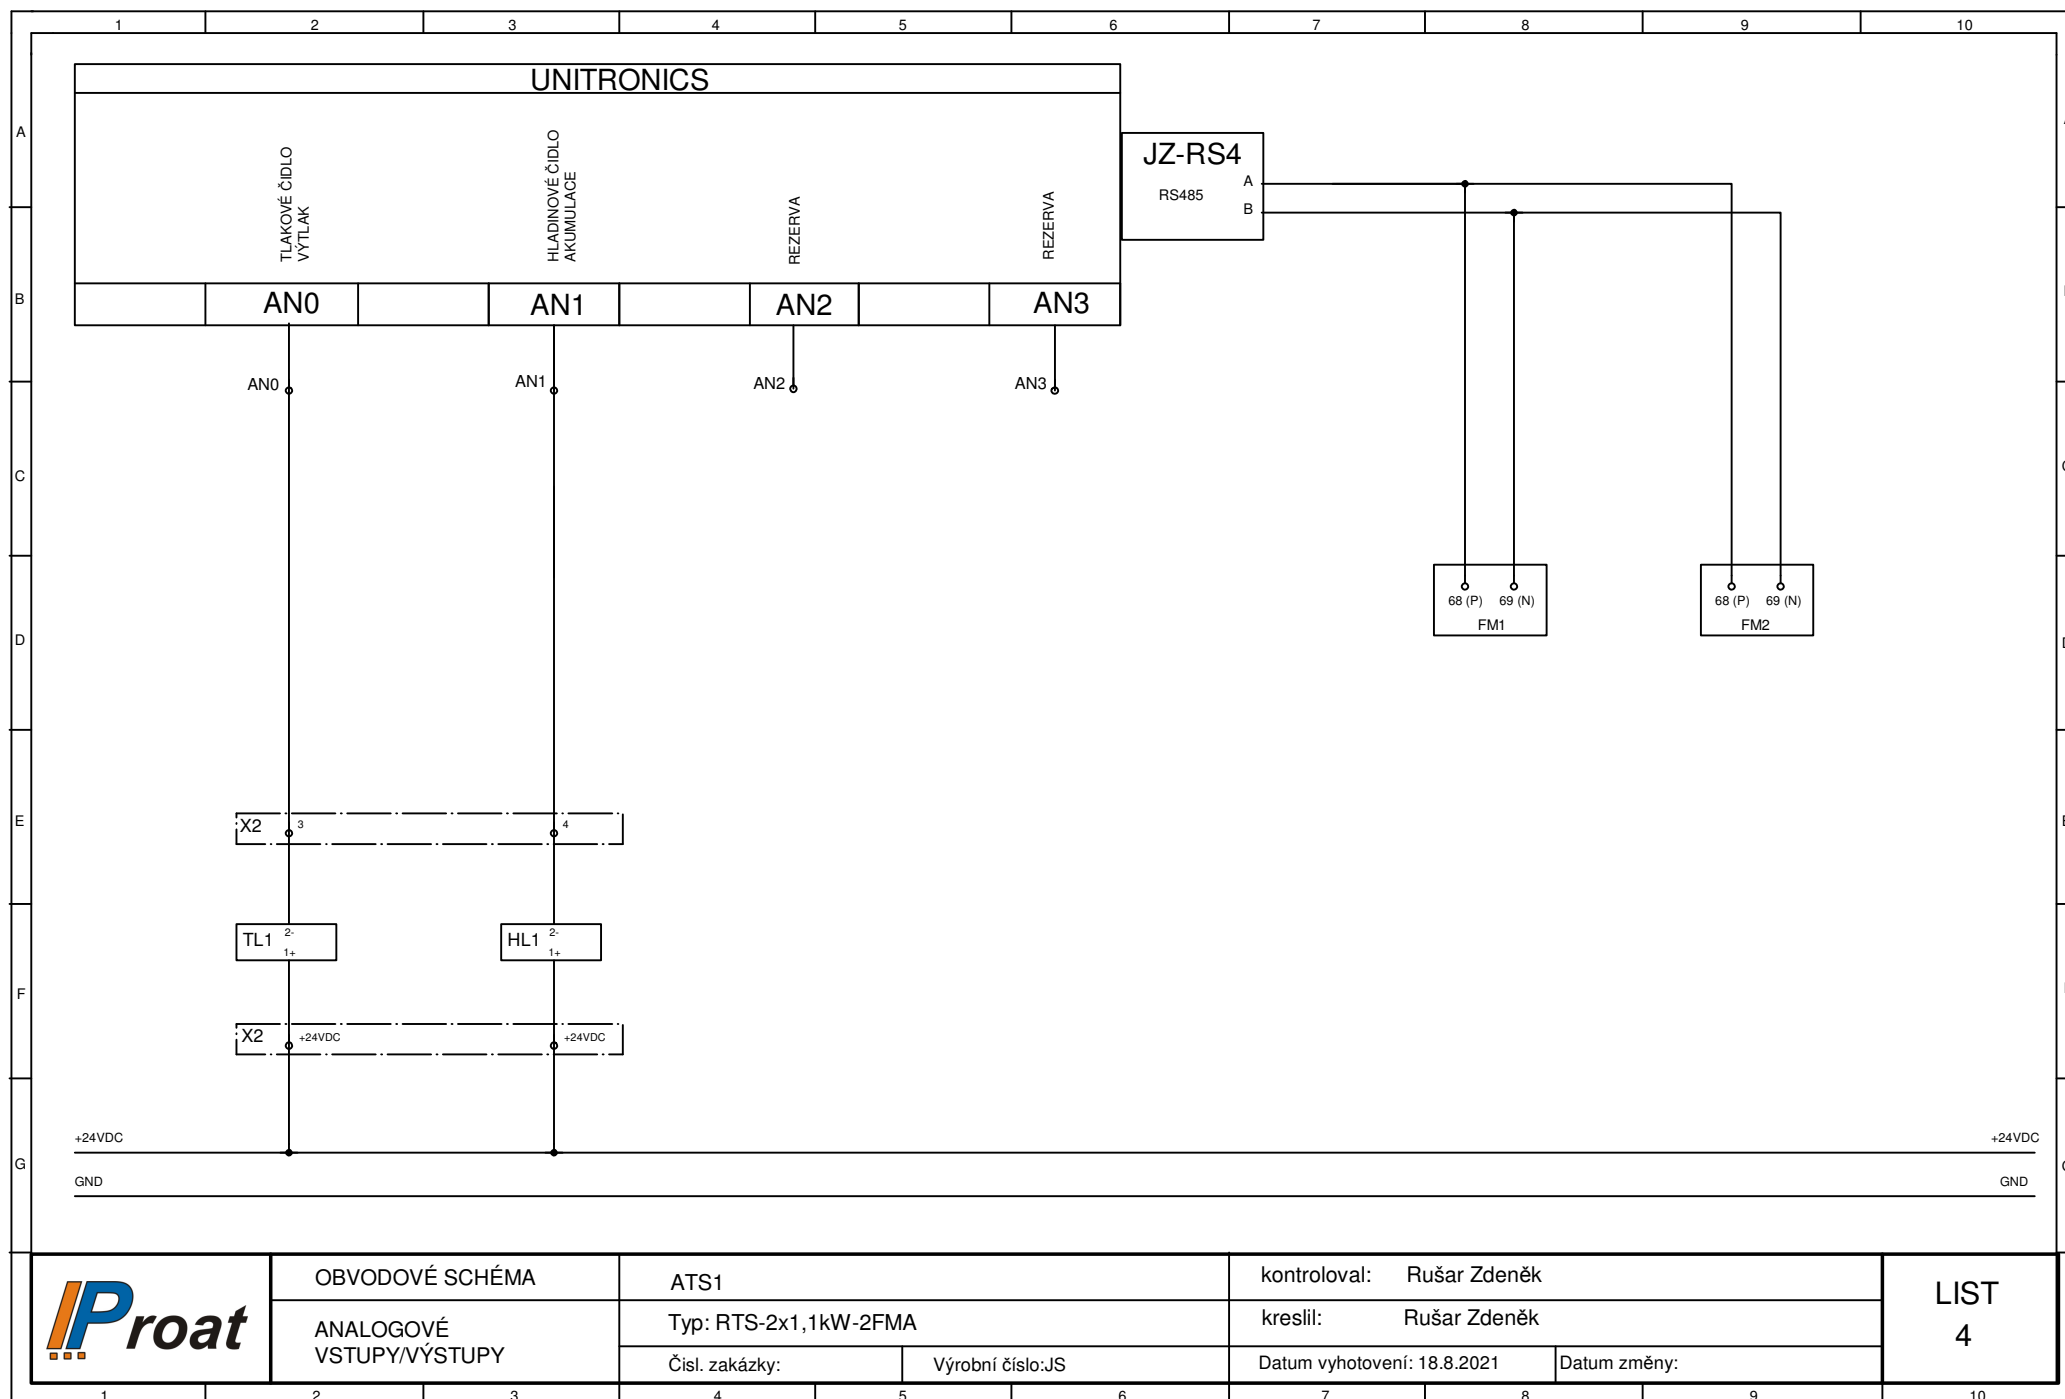 1 2 3 4 5 6 7 8 9 10
UNITRONICS
A
TLAKOVÉ ČIDLO
VÝTLAK
HLADINOVÉ ČIDLO
AKUMULACE
REZERVA
REZERVA
JZ-RS4
RS485
A
B
B
AN0 AN1 AN2 AN3
AN0 AN1 AN2 AN3
C
68 (P) 69 (N)
FM1
68 (P) 69 (N)
FM2
D
E
X2 3 4
TL1 2-
1+
HL1 2-
1+
F
X2 +24VDC +24VDC
+24VDC +24VDC
G
GND GND
IProat
OBVODOVÉ SCHÉMA
ANALOGOVÉ
VSTUPY/VÝSTUPY
ATS1
Typ: RTS-2x1,1kW-2FMA
Čisl. zakázky:
Výrobní číslo:JS
kontroloval: Rušar Zdeněk
kreslil: Rušar Zdeněk
Datum vyhotovení: 18.8.2021
Datum změny:
LIST
4
1 2 3 4 5 6 7 8 9 10